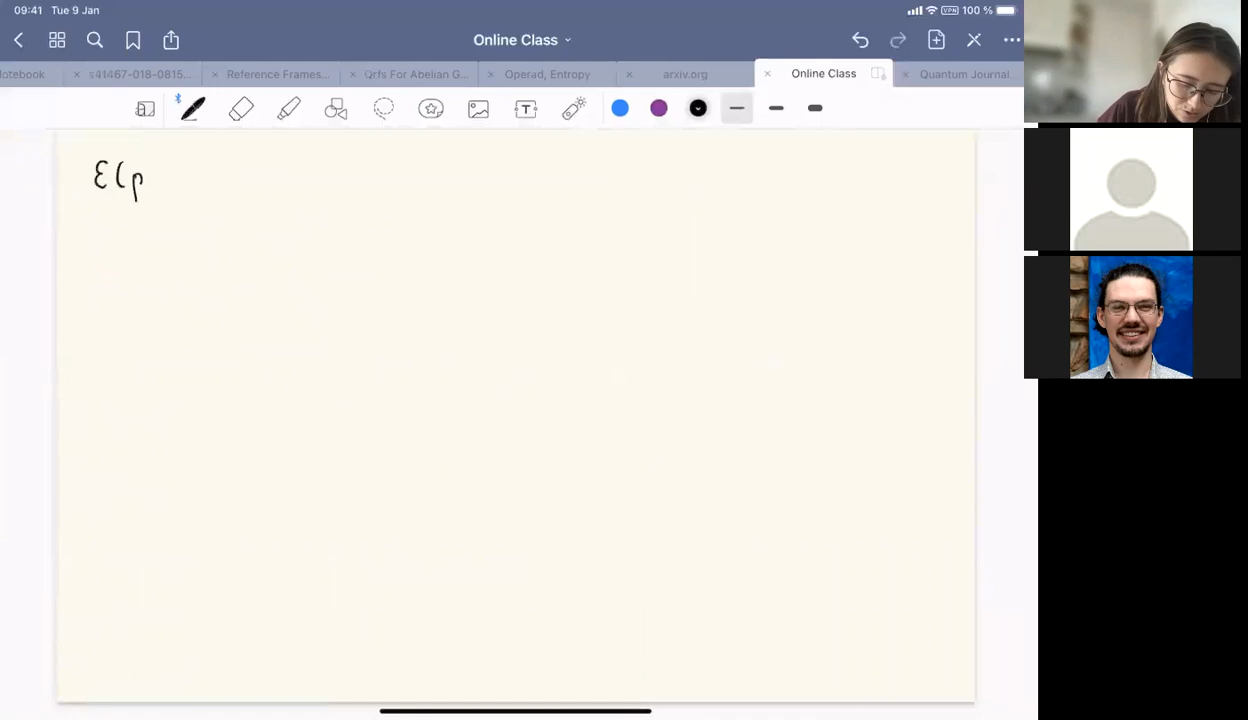 09:41 Tue 9 Jan
VPN 100 %
Online Class
otebook
s41467-018-0815...
Reference Frames...
Qrfs For Abelian G...
Operad, Entropy
arxiv.org
Online Class
Quantum Journal...
T
ε(ρ